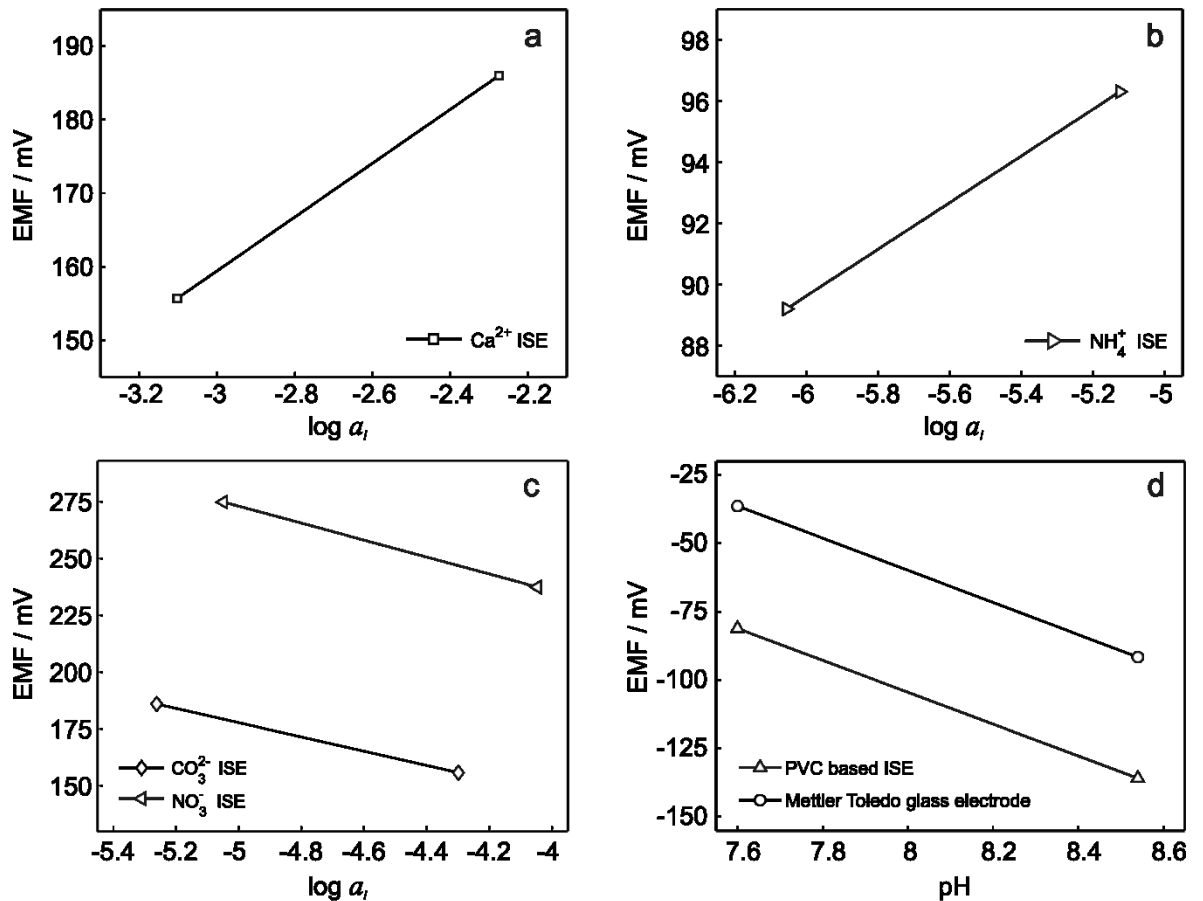 a
EMF / mV
190
180
170
160
150
Ca²⁺ ISE
-3.2 -3 -2.8 -2.6 -2.4 -2.2
log aᵢ
b
EMF / mV
98
96
94
92
90
88
NH₄⁺ ISE
-6.2 -6 -5.8 -5.6 -5.4 -5.2 -5
log aᵢ
c
EMF / mV
275
250
225
200
175
150
CO₃²⁻ ISE
NO₃⁻ ISE
-5.4 -5.2 -5 -4.8 -4.6 -4.4 -4.2 -4
log aᵢ
d
EMF / mV
-25
-50
-75
-100
-125
-150
PVC based ISE
Mettler Toledo glass electrode
7.6 7.8 8 8.2 8.4 8.6
pH